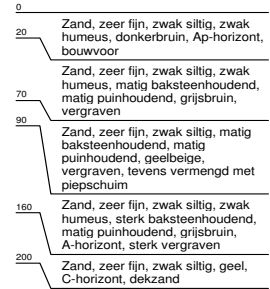 0
Zand, zeer fijn, zwak siltig, zwak
humeus, donkerbruin, Ap-horizont,
bouwvoor
20
Zand, zeer fijn, zwak siltig, zwak
humeus, matig baksteenhoudend,
matig puinhoudend, grijsbruin,
vergraven
70
90
Zand, zeer fijn, zwak siltig, matig
baksteenhoudend, matig
puinhoudend, geelbeige,
vergraven, tevens vermengd met
piepschuim
160
Zand, zeer fijn, zwak siltig, zwak
humeus, sterk baksteenhoudend,
matig puinhoudend, grijsbruin,
A-horizont, sterk vergraven
200
Zand, zeer fijn, zwak siltig, geel,
C-horizont, dekzand